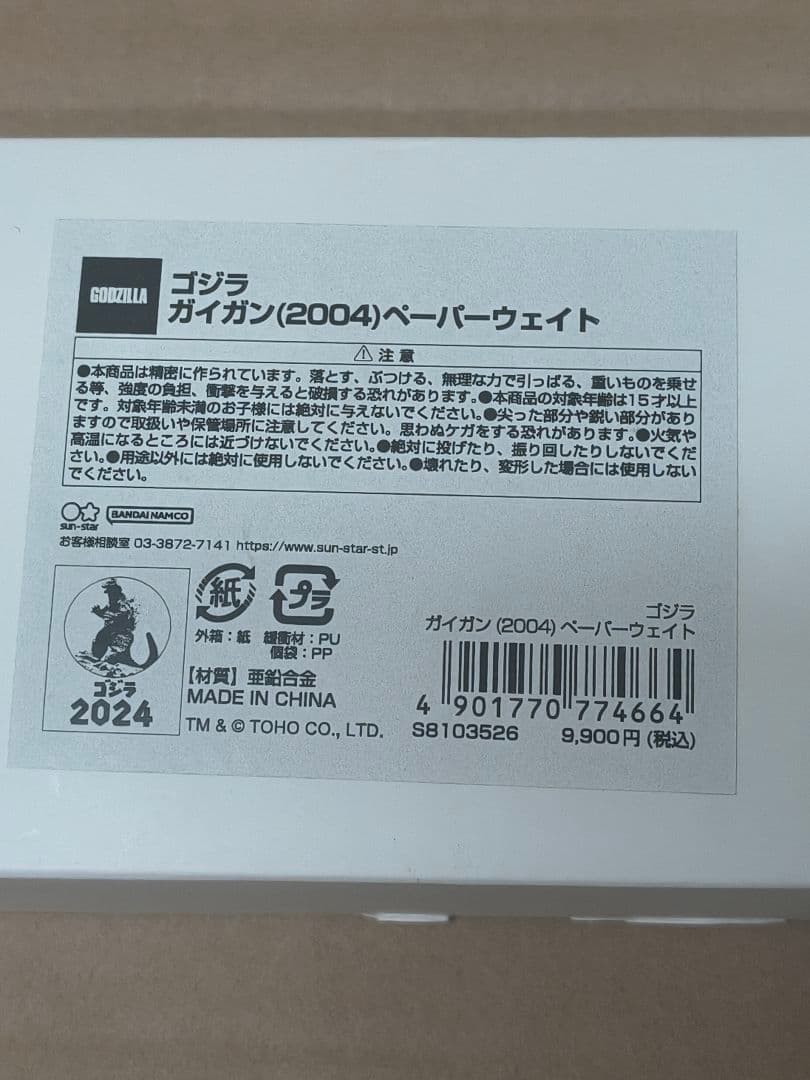 GODZILLA
ゴジラ
ガイガン(2004)ペーパーウェイト
⚠ 注意
●本商品は精密に作られています。落とす、ぶつける、無理な力で引っぱる、重いものを乗せ
る等、強度の負担、衝撃を与えると破損する恐れがあります。●本商品の対象年齢は15才以上
です。対象年齢未満のお子様には絶対に与えないでください。●尖った部分や鋭い部分があり
ますので取扱いや保管場所に注意してください。思わぬケガをする恐れがあります。●火気や
高温になるところには近づけないでください。●絶対に投げたり、振り回したりしないでくだ
さい。●用途以外には絶対に使用しないでください。●壊れたり、変形した場合には使用しない
でください。
sun-star BANDAI NAMCO
お客様相談室 03-3872-7141 https://www.sun-star-st.jp
ゴジラ
2024
紙
プラ
外箱:紙 緩衝材:PU
個袋:PP
【材質】亜鉛合金
MADE IN CHINA
TM & © TOHO CO., LTD.
ゴジラ
ガイガン (2004) ペーパーウェイト
4 901770 774664
S8103526 9,900円 (税込)